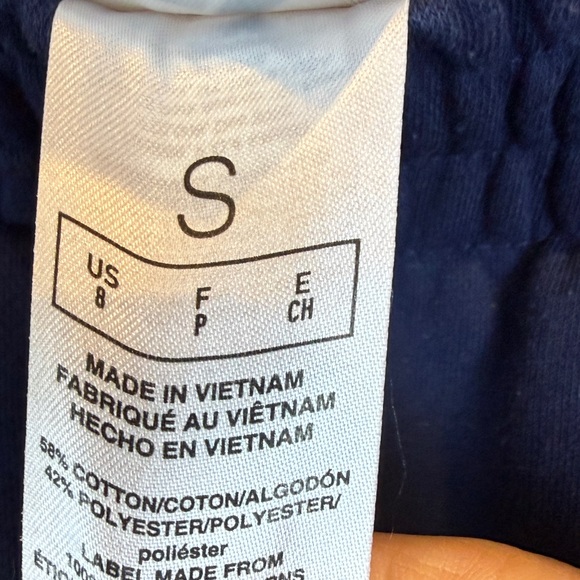 S
US F E
8 P CH
MADE IN VIETNAM
FABRIQUÉ AU VIÊTNAM
HECHO EN VIETNAM
58% COTTON/COTON/ALGODÓN
42% POLYESTER/POLYESTER/
poliéster
LABEL MADE FROM